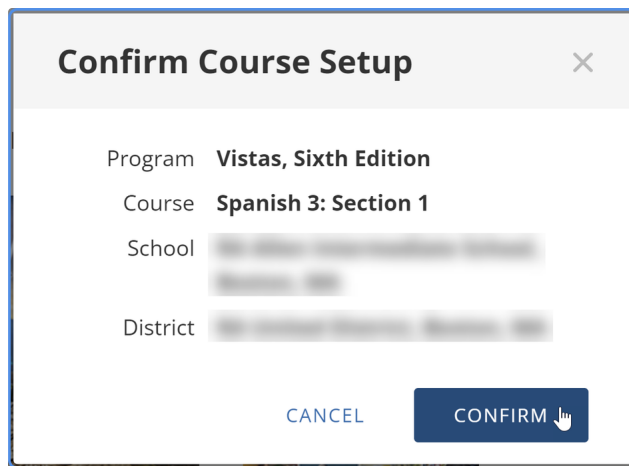 Confirm Course Setup
Program Vistas, Sixth Edition
Course Spanish 3: Section 1
School
District
CANCEL CONFIRM